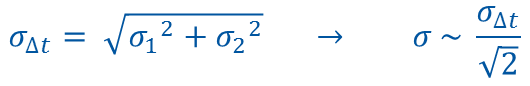 σ_Δt = √(σ₁² + σ₂²) → σ ~ σ_Δt/√2